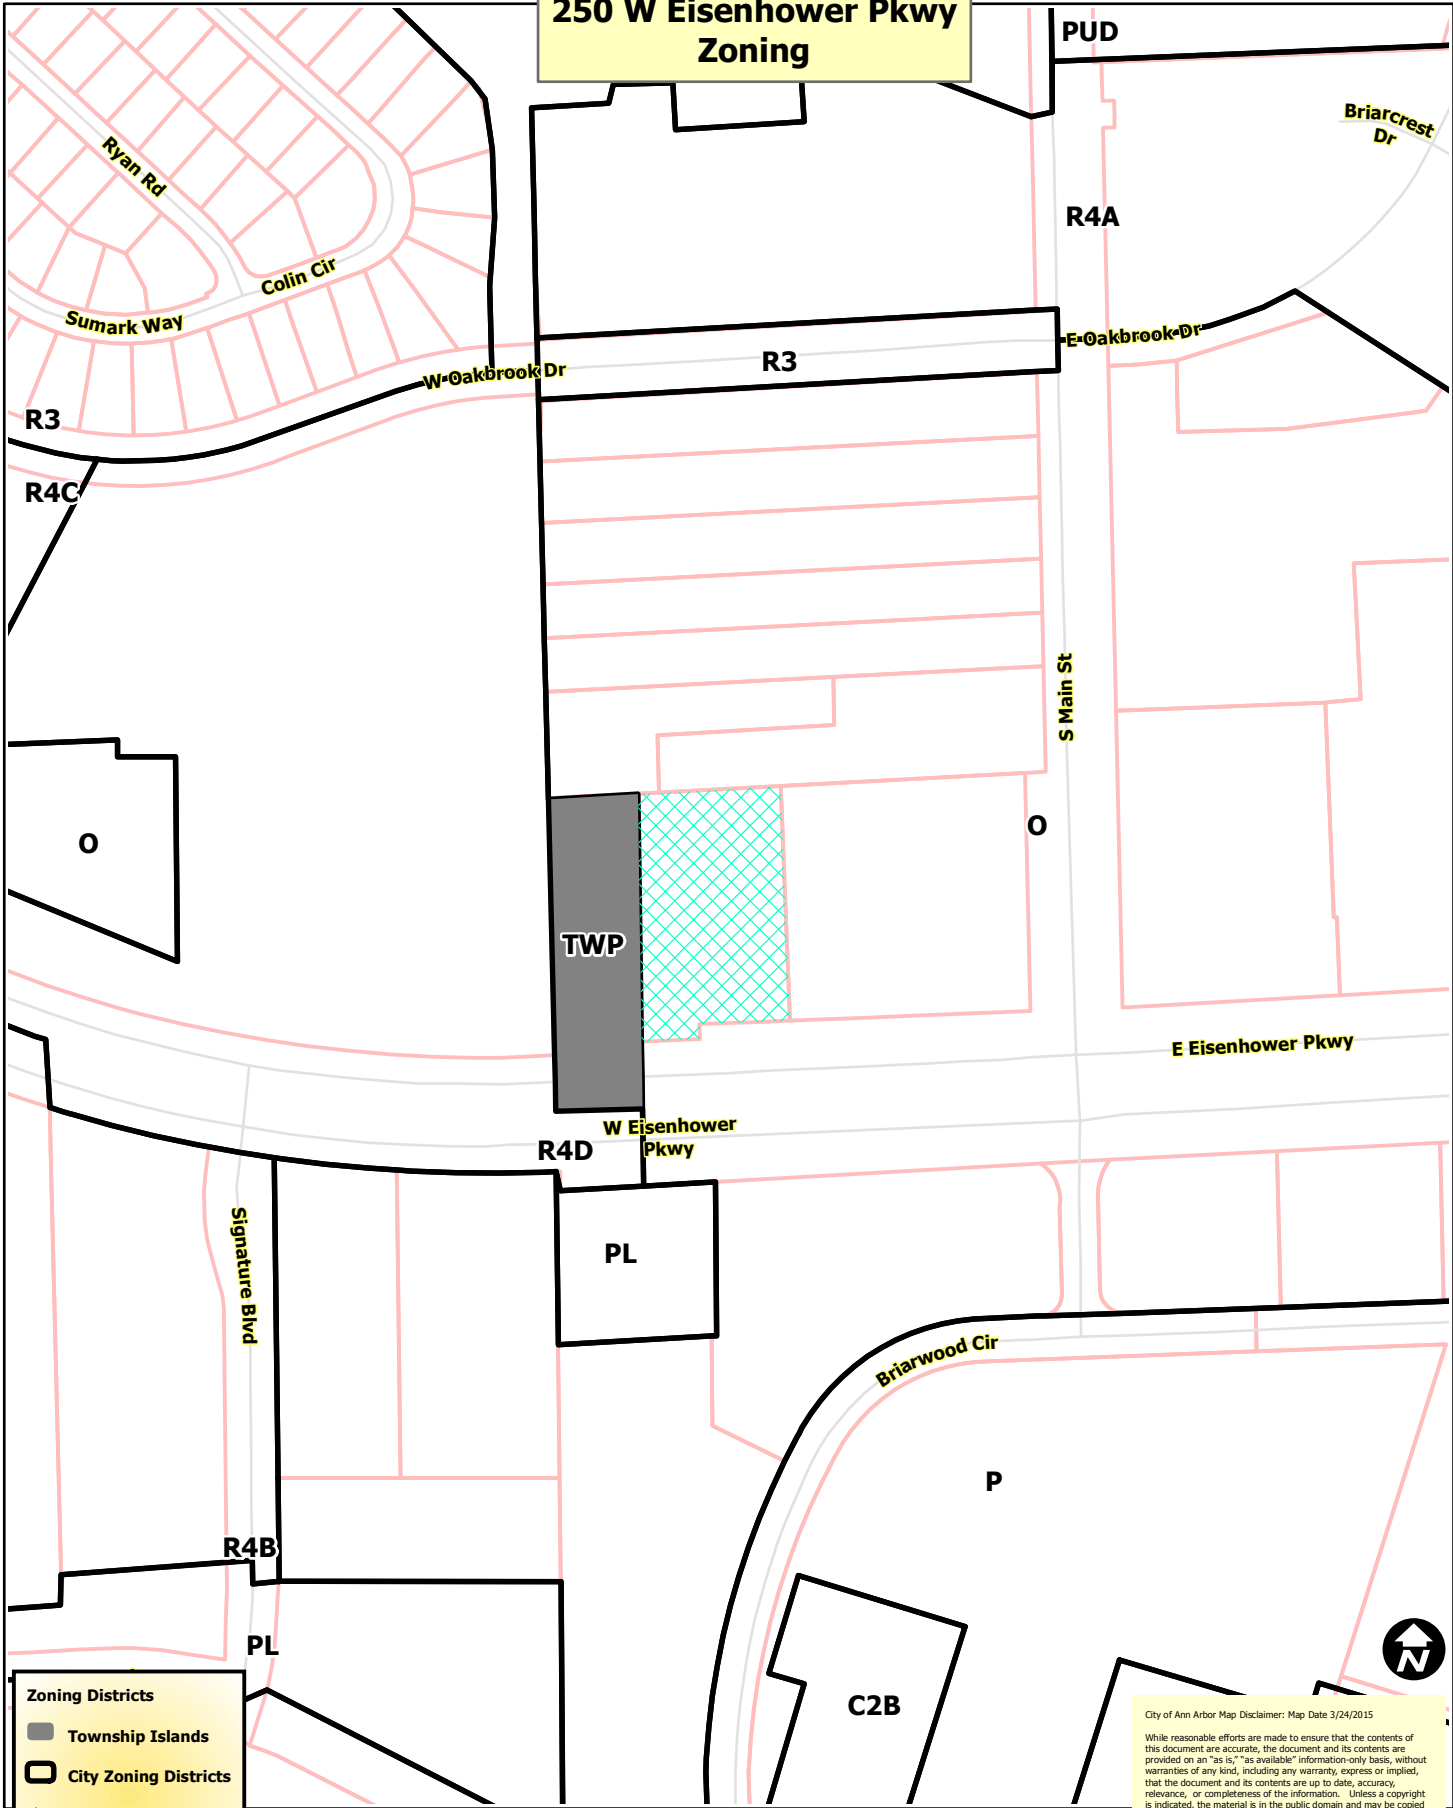 250 W Eisenhower Pkwy
Zoning
PUD
Briarcrest
Dr
Ryan Rd
R4A
Colin Cir
Sumark Way
E Oakbrook Dr
R3
W Oakbrook Dr
R3
R4C
S Main St
O
O
TWP
E Eisenhower Pkwy
W Eisenhower
Pkwy
R4D
PL
Signature Blvd
Briarwood Cir
P
R4B
PL
C2B
N
Zoning Districts
Township Islands
City Zoning Districts
City of Ann Arbor Map Disclaimer: Map Date 3/24/2015
While reasonable efforts are made to ensure that the contents of
this document are accurate, the document and its contents are
provided on an "as is," "as available" information-only basis, without
warranties of any kind, including any warranty, express or implied,
that the document and its contents are up to date, accuracy,
relevance, or completeness of the information. Unless a copyright
is indicated, the material is in the public domain and may be copied